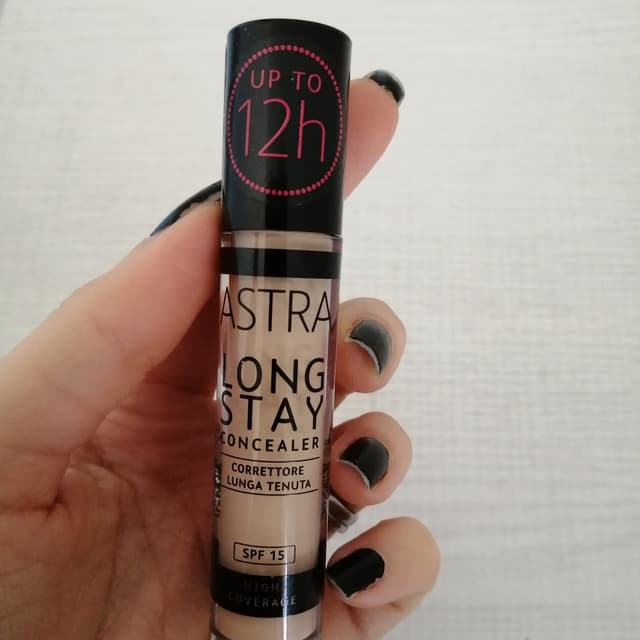 UP TO
12h
ASTRA
LONG
STAY
CONCEALER
CORRETTORE
LUNGA TENUTA
SPF 15
HIGH
COVERAGE